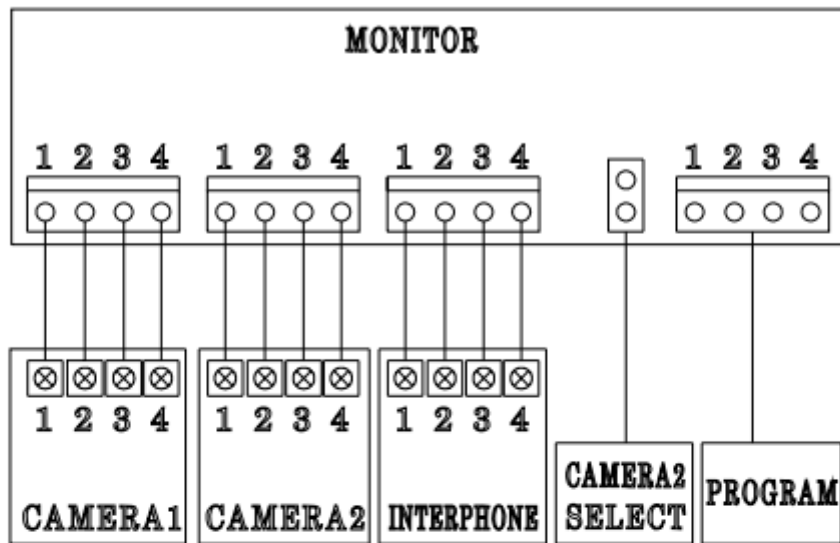 MONITOR
1 2 3 4
1 2 3 4
1 2 3 4
1 2 3 4
1 2 3 4
1 2 3 4
1 2 3 4
CAMERA1
CAMERA2
INTERPHONE
CAMERA2
SELECT
PROGRAM